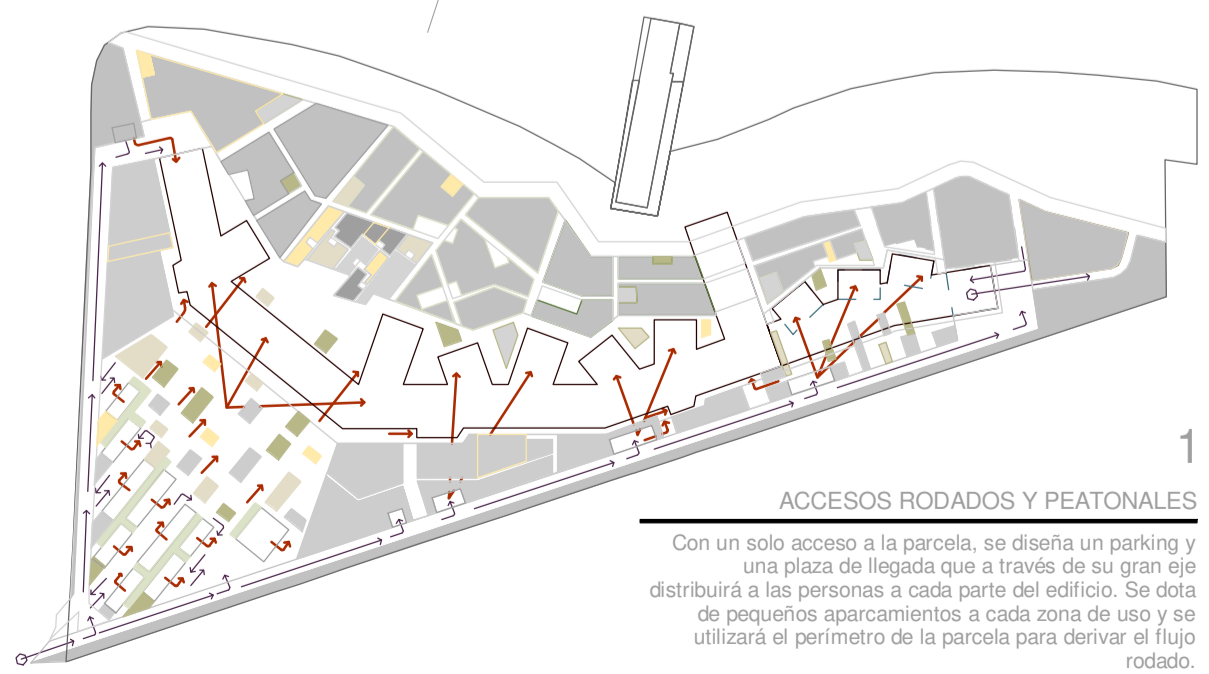 1
ACCESOS RODADOS Y PEATONALES
Con un solo acceso a la parcela, se diseña un parking y
una plaza de llegada que a través de su gran eje
distribuirá a las personas a cada parte del edificio. Se dota
de pequeños aparcamientos a cada zona de uso y se
utilizará el perímetro de la parcela para derivar el flujo
rodado.